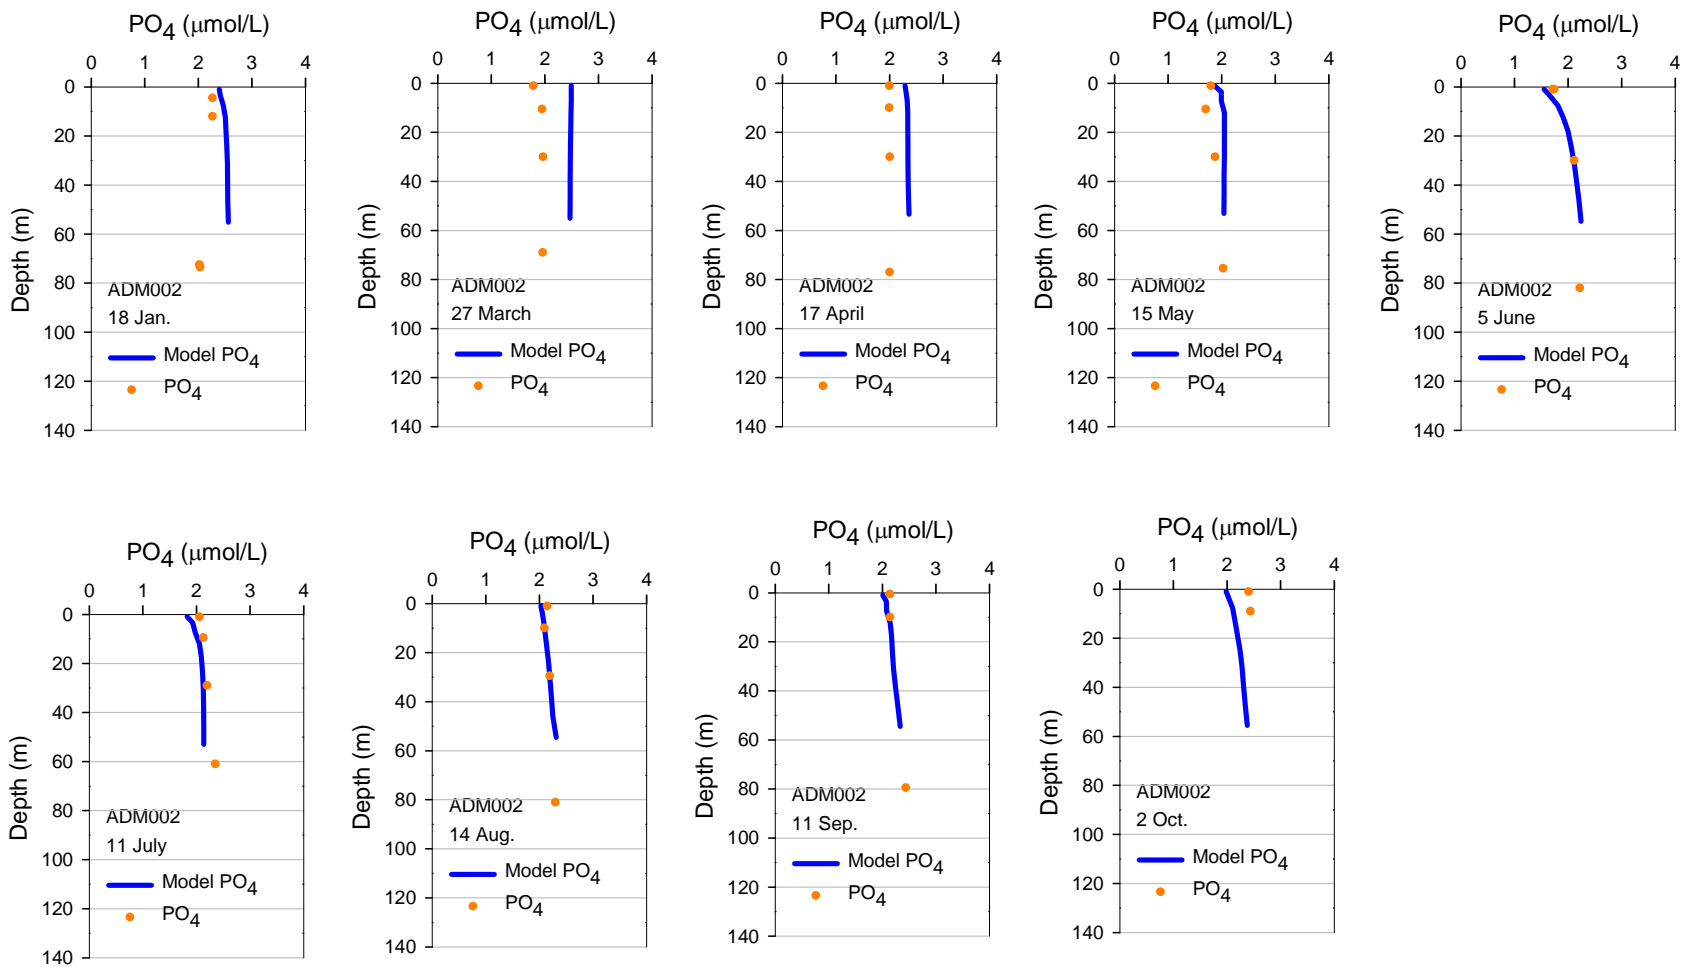 PO4 (μmol/L)
0 1 2 3 4
0
20
40
60
80
100
120
140
Depth (m)
ADM002
18 Jan.
Model PO4
PO4
PO4 (μmol/L)
0 1 2 3 4
0
20
40
60
80
100
120
140
Depth (m)
ADM002
27 March
Model PO4
PO4
PO4 (μmol/L)
0 1 2 3 4
0
20
40
60
80
100
120
140
Depth (m)
ADM002
17 April
Model PO4
PO4
PO4 (μmol/L)
0 1 2 3 4
0
20
40
60
80
100
120
140
Depth (m)
ADM002
15 May
Model PO4
PO4
PO4 (μmol/L)
0 1 2 3 4
0
20
40
60
80
100
120
140
Depth (m)
ADM002
5 June
Model PO4
PO4
PO4 (μmol/L)
0 1 2 3 4
0
20
40
60
80
100
120
140
Depth (m)
ADM002
11 July
Model PO4
PO4
PO4 (μmol/L)
0 1 2 3 4
0
20
40
60
80
100
120
140
Depth (m)
ADM002
14 Aug.
Model PO4
PO4
PO4 (μmol/L)
0 1 2 3 4
0
20
40
60
80
100
120
140
Depth (m)
ADM002
11 Sep.
Model PO4
PO4
PO4 (μmol/L)
0 1 2 3 4
0
20
40
60
80
100
120
140
Depth (m)
ADM002
2 Oct.
Model PO4
PO4